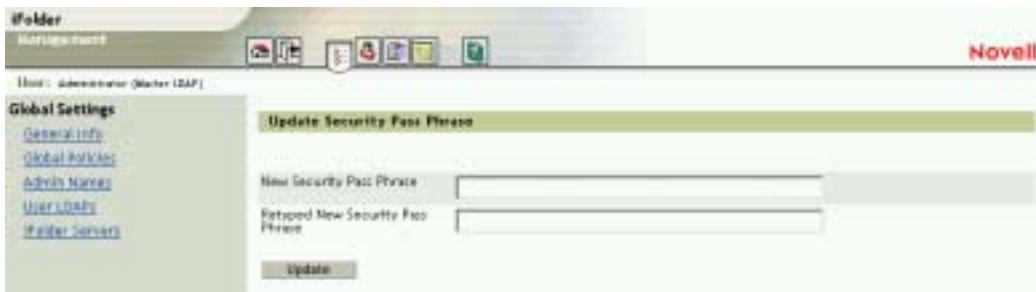 iFolder
Management
Novell
User: Administrator (Master LDAP)
Global Settings
General Info
Global Policies
Admin Names
User LDAPs
iFolder Servers
Update Security Pass Phrase
New Security Pass Phrase
Retyped New Security Pass
Phrase
Update